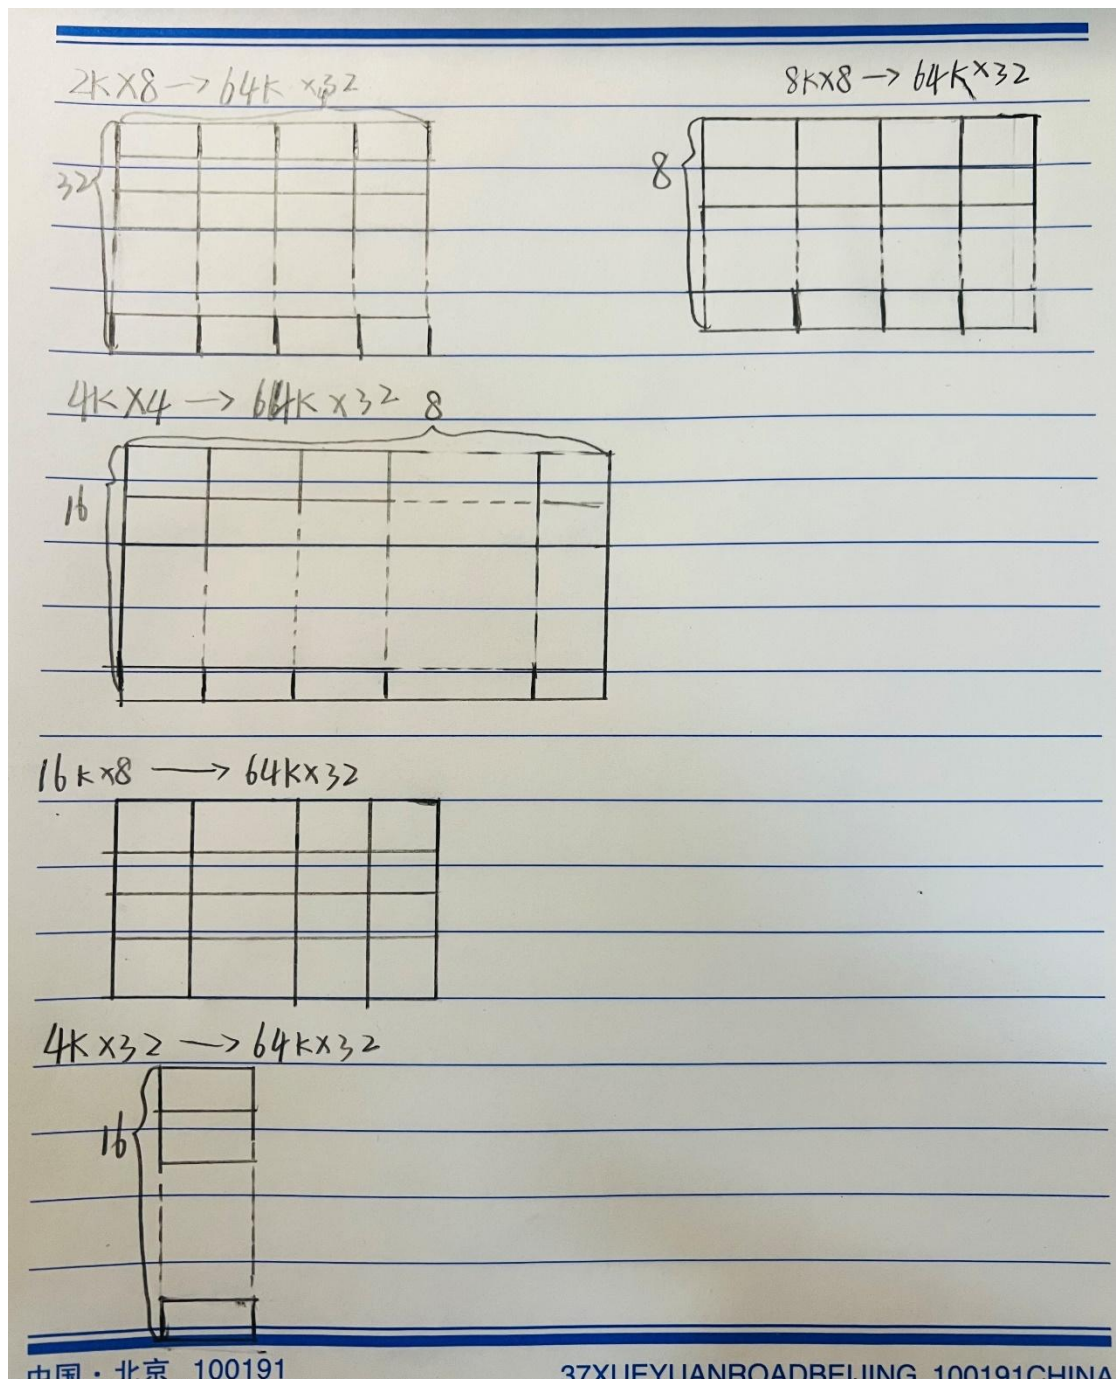 2K×8→64K×32
4
8K×8→64K×32
32
8
4K×4→64K×32
8
16
16K×8→64K×32
4K×32→64K×32
16
中国·北京 100191
37XUEYUANROADBEIJING 100191CHINA